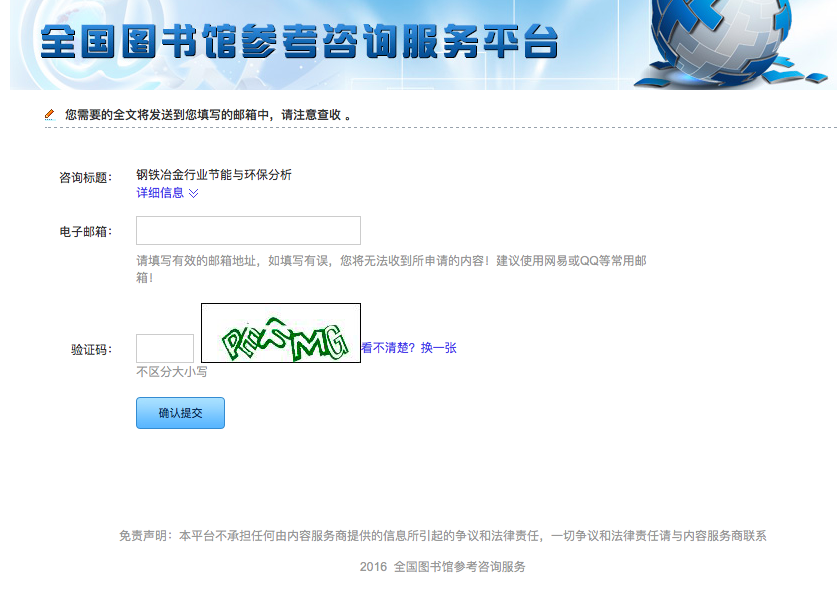 全国图书馆参考咨询服务平台
您需要的全文将发送到您填写的邮箱中，请注意查收 。
咨询标题：
钢铁冶金行业节能与环保分析
详细信息
电子邮箱：
请填写有效的邮箱地址，如填写有误，您将无法收到所申请的内容！建议使用网易或QQ等常用邮
箱！
验证码：
看不清楚？换一张
不区分大小写
确认提交
免责声明：本平台不承担任何由内容服务商提供的信息所引起的争议和法律责任，一切争议和法律责任请与内容服务商联系
2016 全国图书馆参考咨询服务